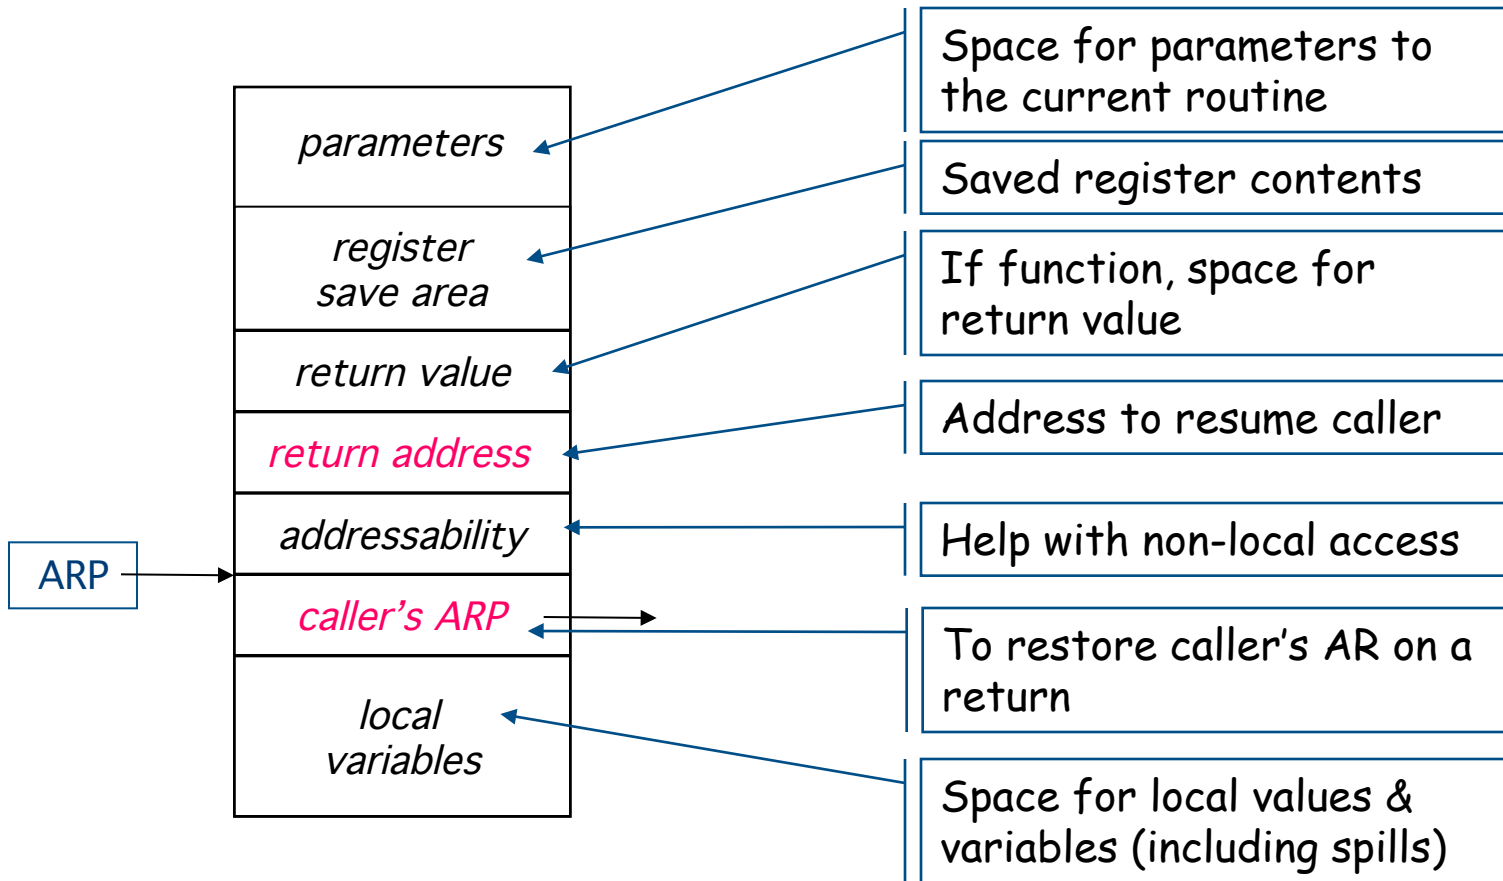 parameters
register
save area
return value
return address
addressability
ARP
caller’s ARP
local
variables
Space for parameters to
the current routine
Saved register contents
If function, space for
return value
Address to resume caller
Help with non-local access
To restore caller’s AR on a
return
Space for local values &
variables (including spills)